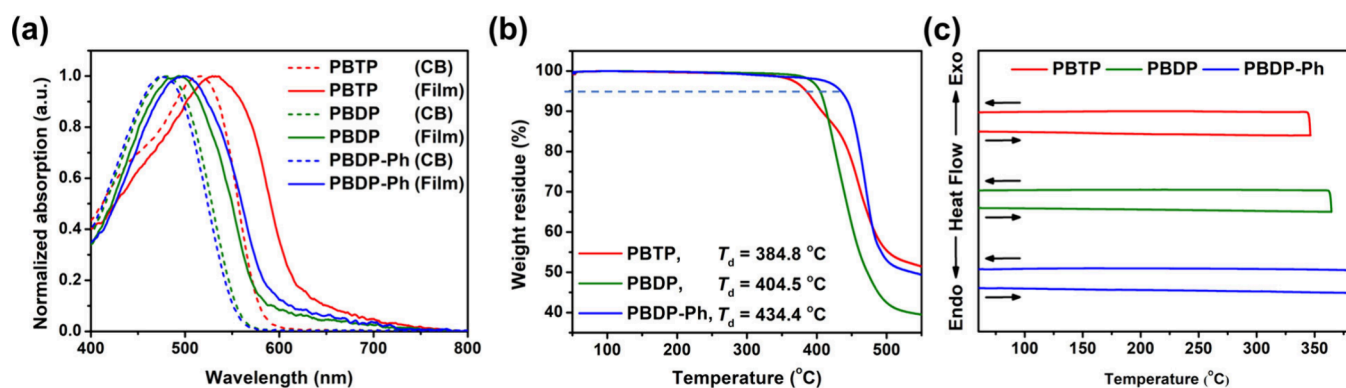 (a)
Normalized absorption (a.u.)
1.0
0.8
0.6
0.4
0.2
0.0
400 500 600 700 800
Wavelength (nm)
PBTP (CB)
PBTP (Film)
PBDP (CB)
PBDP (Film)
PBDP-Ph (CB)
PBDP-Ph (Film)
(b)
Weight residue (%)
100
90
80
70
60
50
40
100 200 300 400 500
Temperature (°C)
PBTP, Td = 384.8 °C
PBDP, Td = 404.5 °C
PBDP-Ph, Td = 434.4 °C
(c)
Endo Heat Flow Exo
PBTP PBDP PBDP-Ph
100 150 200 250 300 350
Temperature (°C)